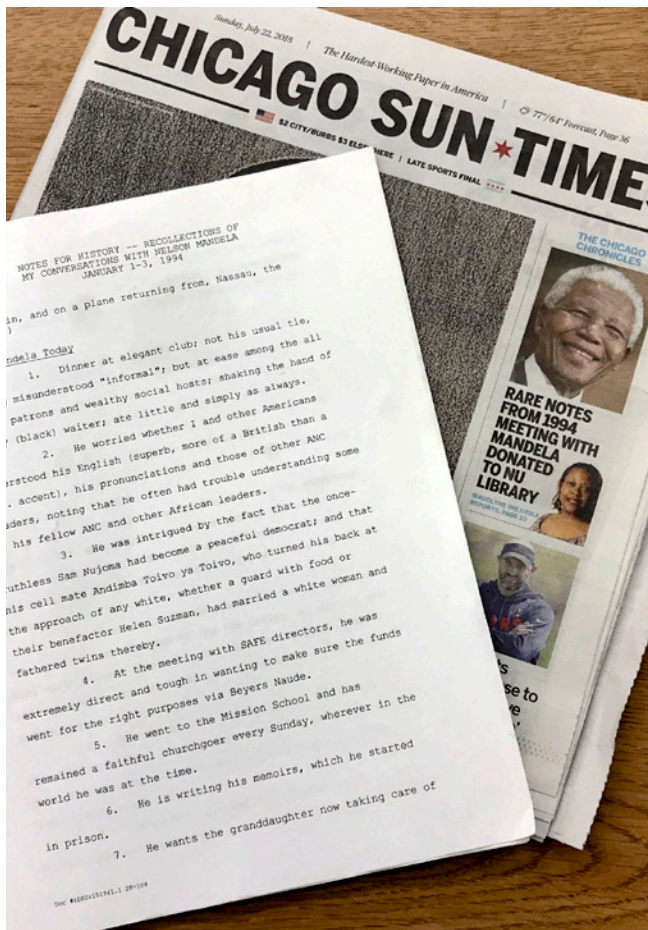 Sunday, July 22, 2018 | The Hardest-Working Paper in America | 77°/64° Forecast, Page 36
CHICAGO SUN★TIMES
$2 CITY/BURBS $3 | LATE SPORTS FINAL
THE CHICAGO
CHRONICLES
RARE NOTES
FROM 1994
MEETING WITH
MANDELA
DONATED
TO NU
LIBRARY
REPORTS, PAGE
se to
NOTES FOR HISTORY -- RECOLLECTIONS OF
MY CONVERSATIONS WITH NELSON MANDELA
JANUARY 1-3, 1994
in, and on a plane returning from, Nassau, the
)
ndela Today
1. Dinner at elegant club; not his usual tie,
misunderstood "informal"; but at ease among the all
patrons and wealthy social hosts; shaking the hand of
(black) waiter; ate little and simply as always.
2. He worried whether I and other Americans
erstood his English (superb, more of a British than a
. accent), his pronunciations and those of other ANC
aders, noting that he often had trouble understanding some
his fellow ANC and other African leaders.
3. He was intrigued by the fact that the once-
ruthless Sam Nujoma had become a peaceful democrat; and that
his cell mate Andimba Toivo ya Toivo, who turned his back at
the approach of any white, whether a guard with food or
their benefactor Helen Suzman, had married a white woman and
fathered twins thereby.
4. At the meeting with SAFE directors, he was
extremely direct and tough in wanting to make sure the funds
went for the right purposes via Beyers Naude.
5. He went to the Mission School and has
remained a faithful churchgoer every Sunday, wherever in the
world he was at the time.
6. He is writing his memoirs, which he started
in prison.
7. He wants the granddaughter now taking care of